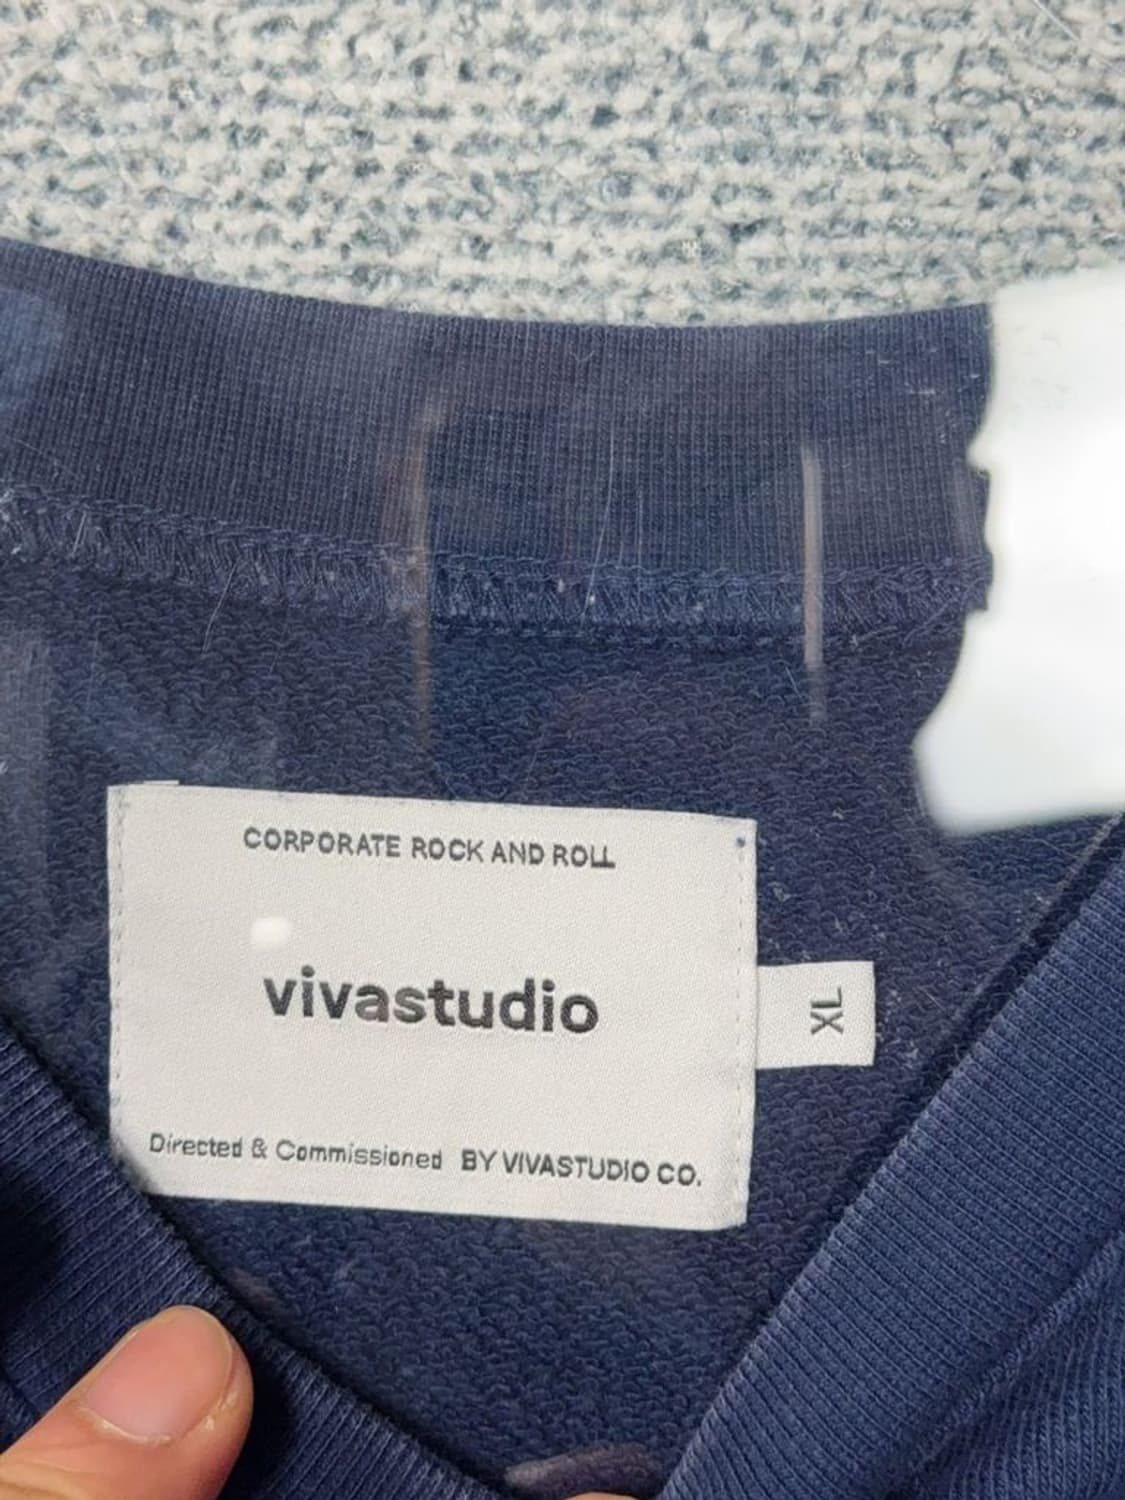 CORPORATE ROCK AND ROLL
vivastudio
XL
Directed & Commissioned BY VIVASTUDIO CO.